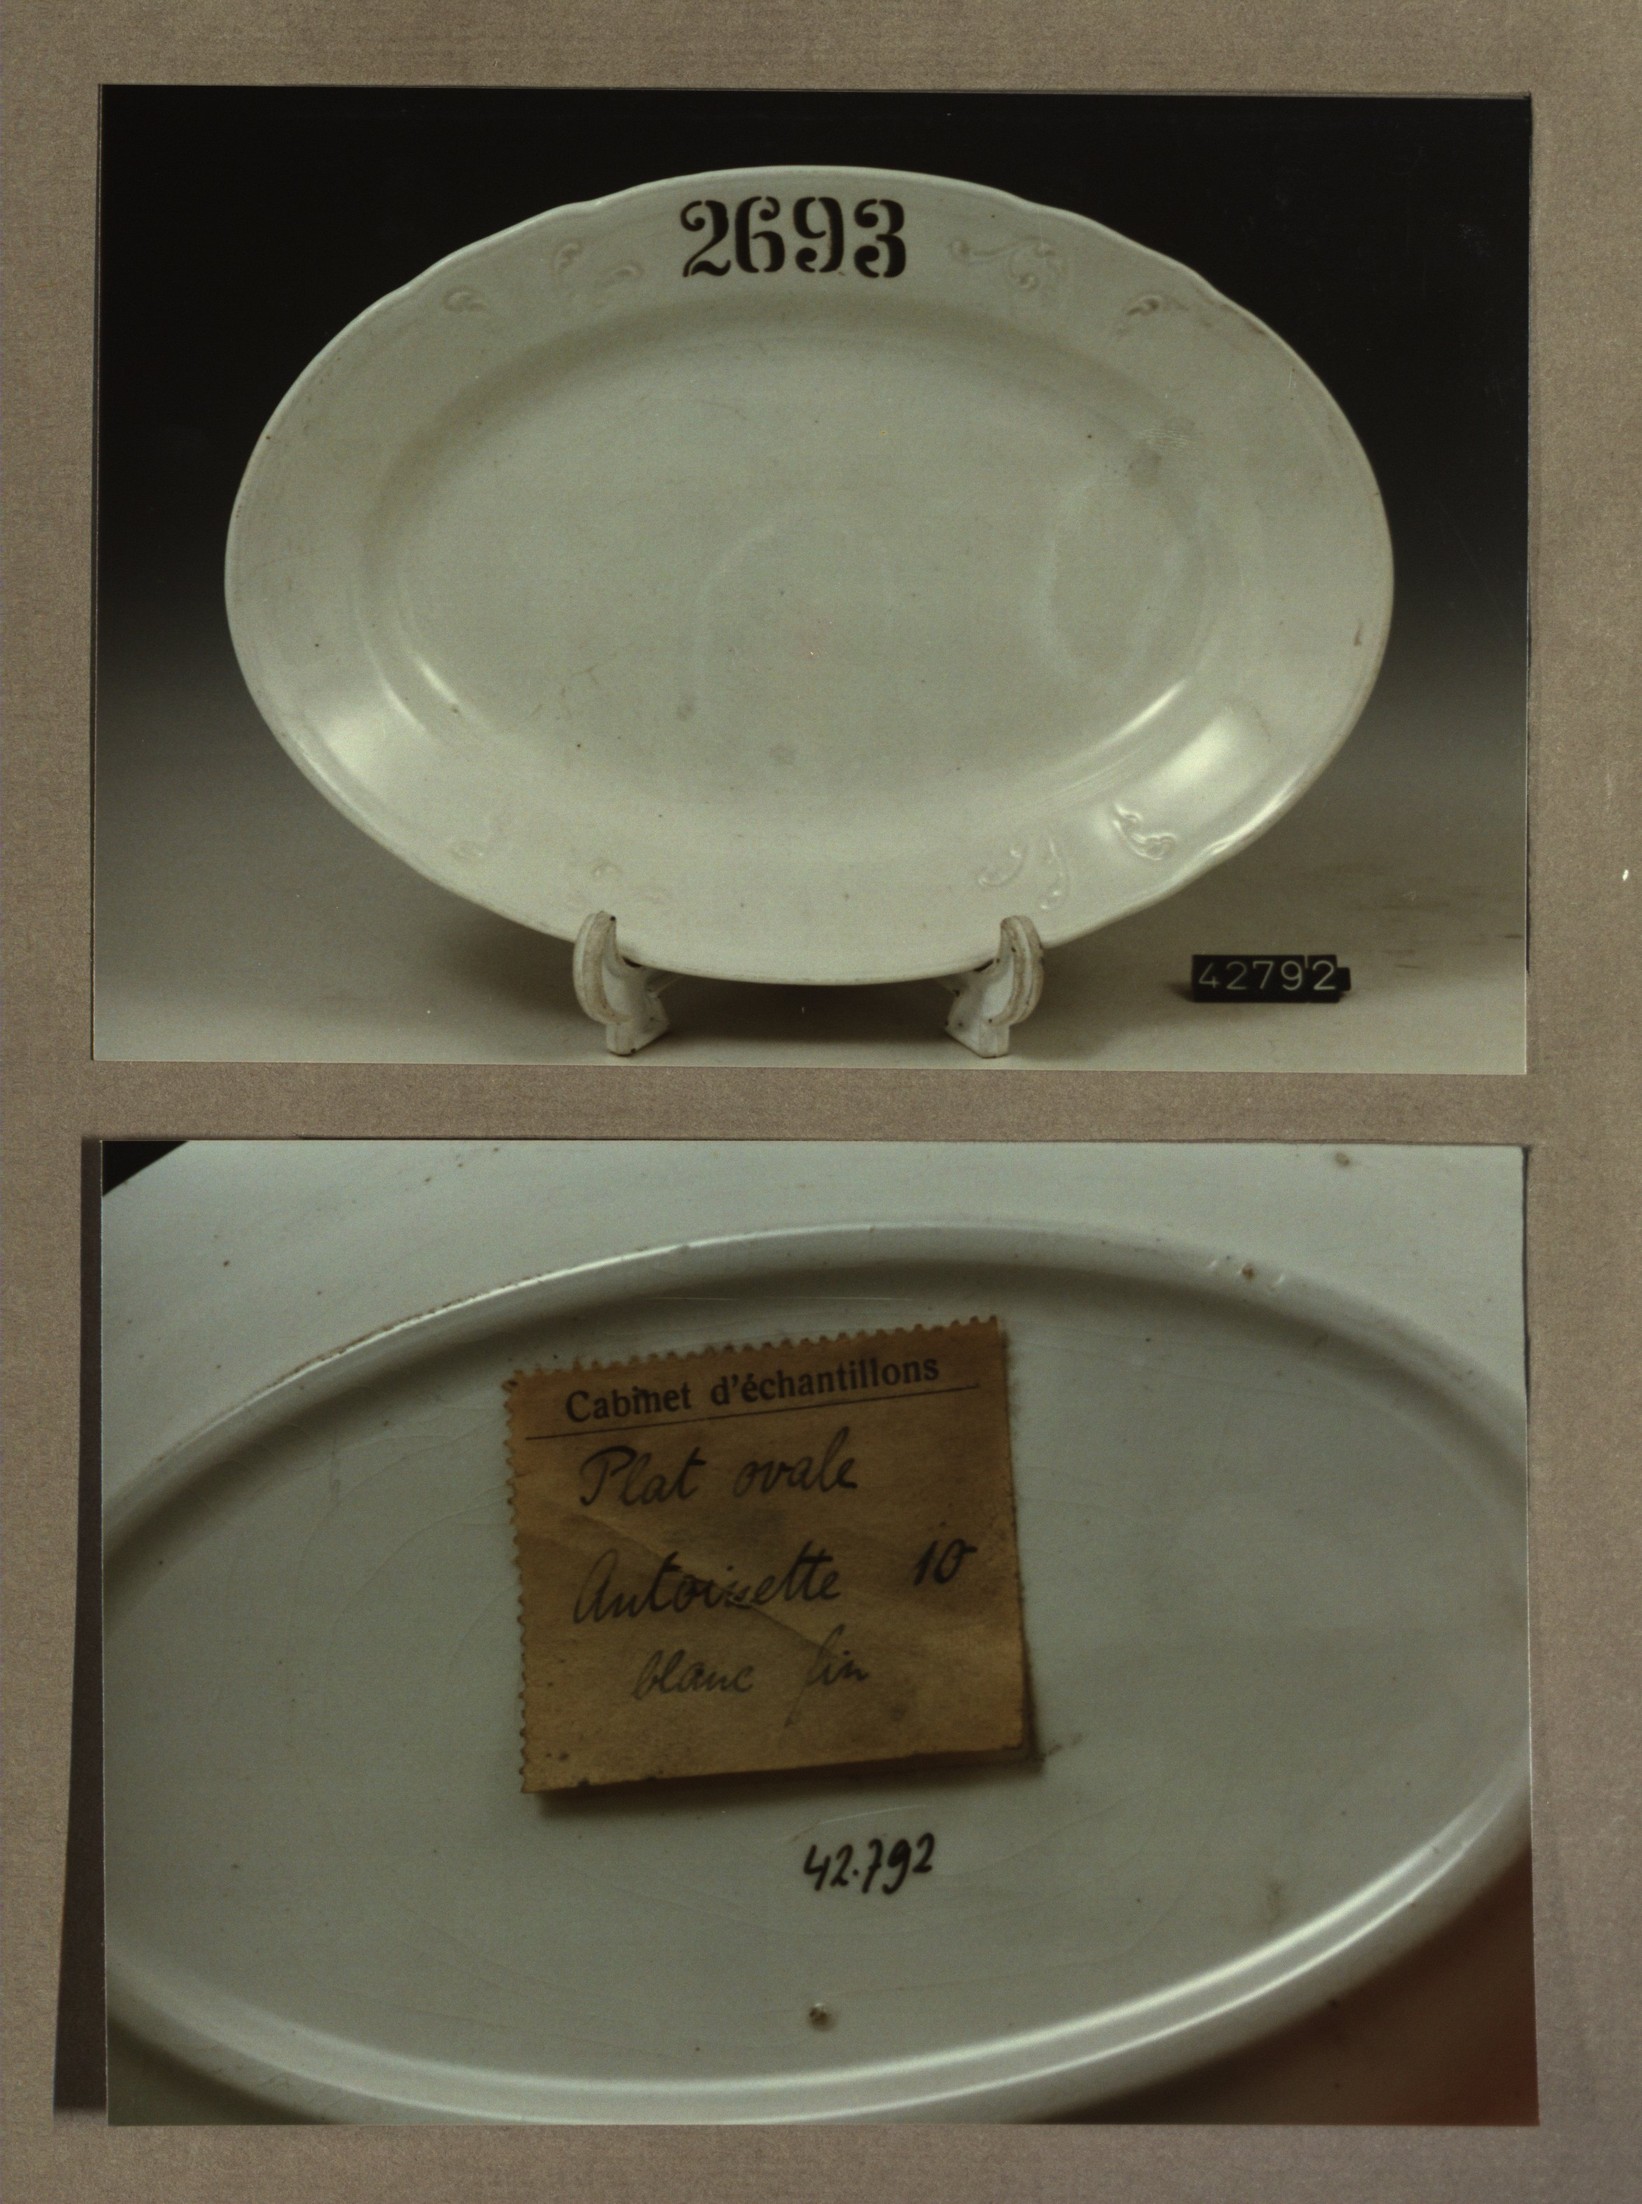 2693
42792
Cabinet d'échantillons
Plat ovale
Antoinette 10
blanc fin
42.792